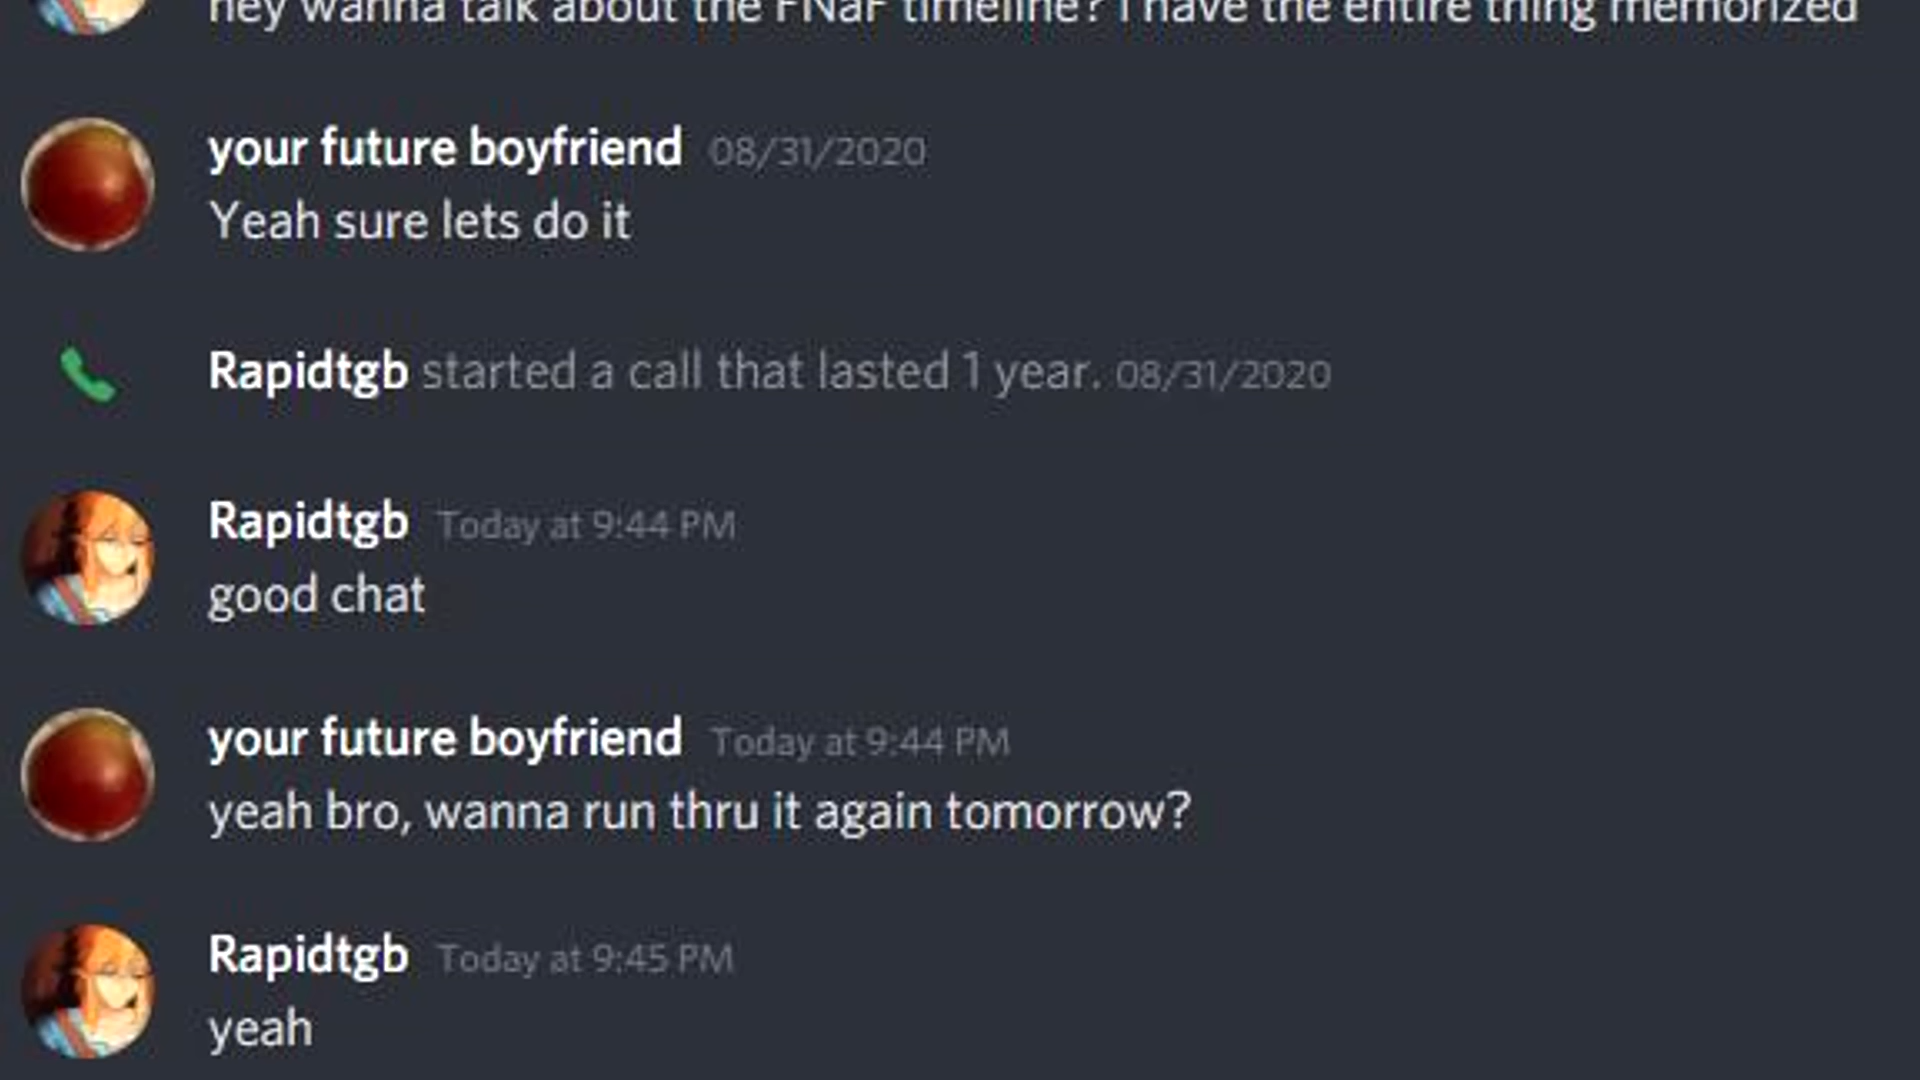 hey wanna talk about the FNaF timeline? I have the entire thing memorized
your future boyfriend 08/31/2020
Yeah sure lets do it
Rapidtgb started a call that lasted 1 year. 08/31/2020
Rapidtgb Today at 9:44 PM
good chat
your future boyfriend Today at 9:44 PM
yeah bro, wanna run thru it again tomorrow?
Rapidtgb Today at 9:45 PM
yeah